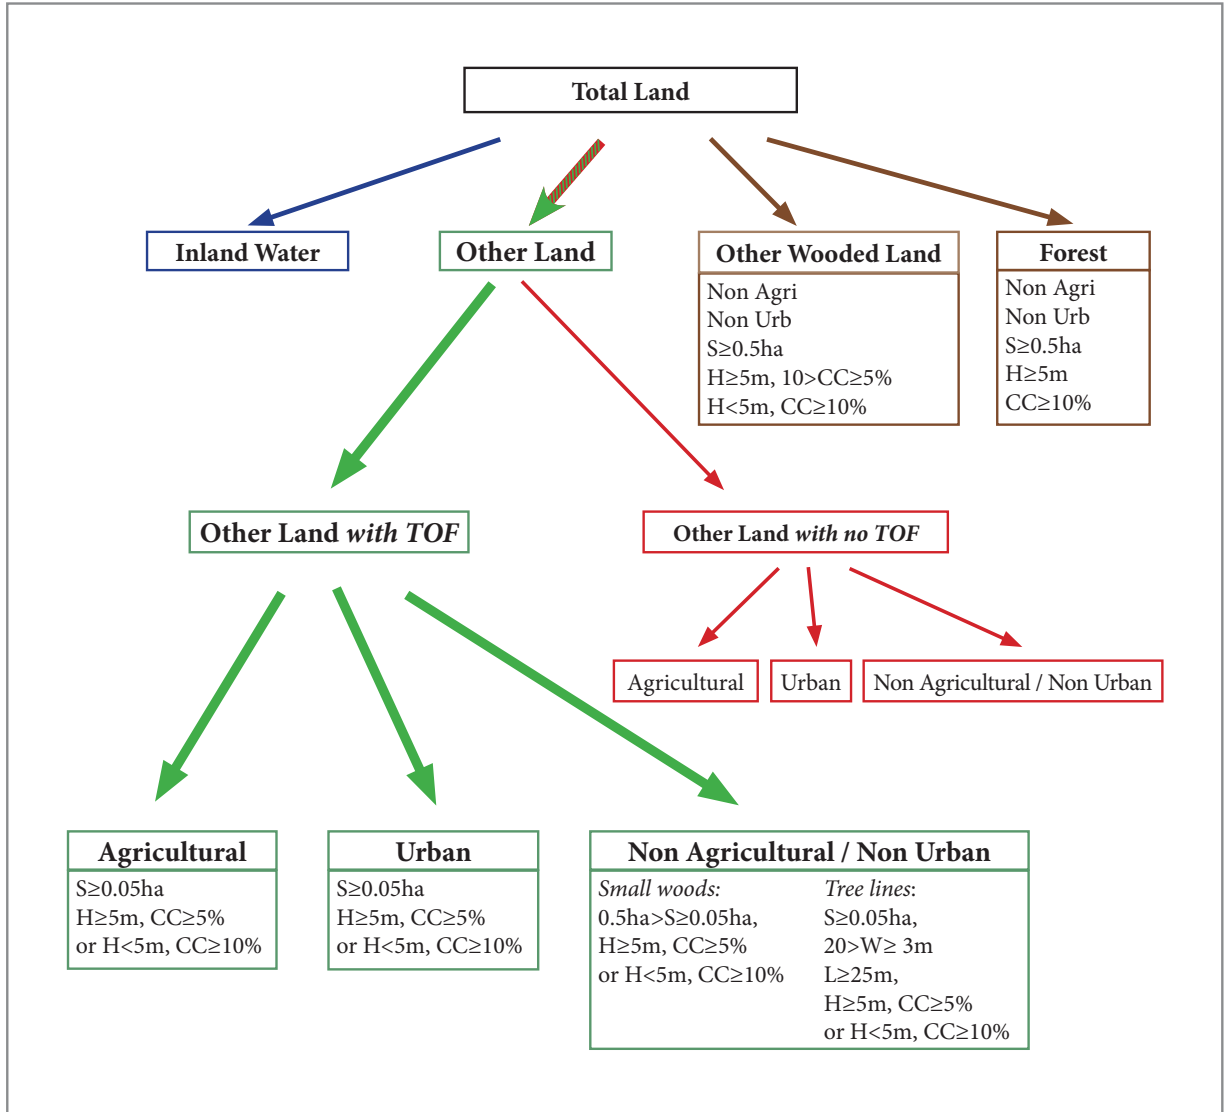 Total Land
Inland Water
Other Land
Other Wooded Land
Non Agri
Non Urb
S≥0.5ha
H≥5m, 10>CC≥5%
H<5m, CC≥10%
Forest
Non Agri
Non Urb
S≥0.5ha
H≥5m
CC≥10%
Other Land with TOF
Other Land with no TOF
Agricultural
Urban
Non Agricultural / Non Urban
Agricultural
S≥0.05ha
H≥5m, CC≥5%
or H<5m, CC≥10%
Urban
S≥0.05ha
H≥5m, CC≥5%
or H<5m, CC≥10%
Non Agricultural / Non Urban
Small woods:
0.5ha>S≥0.05ha,
H≥5m, CC≥5%
or H<5m, CC≥10%
Tree lines:
S≥0.05ha,
20>W≥ 3m
L≥25m,
H≥5m, CC≥5%
or H<5m, CC≥10%